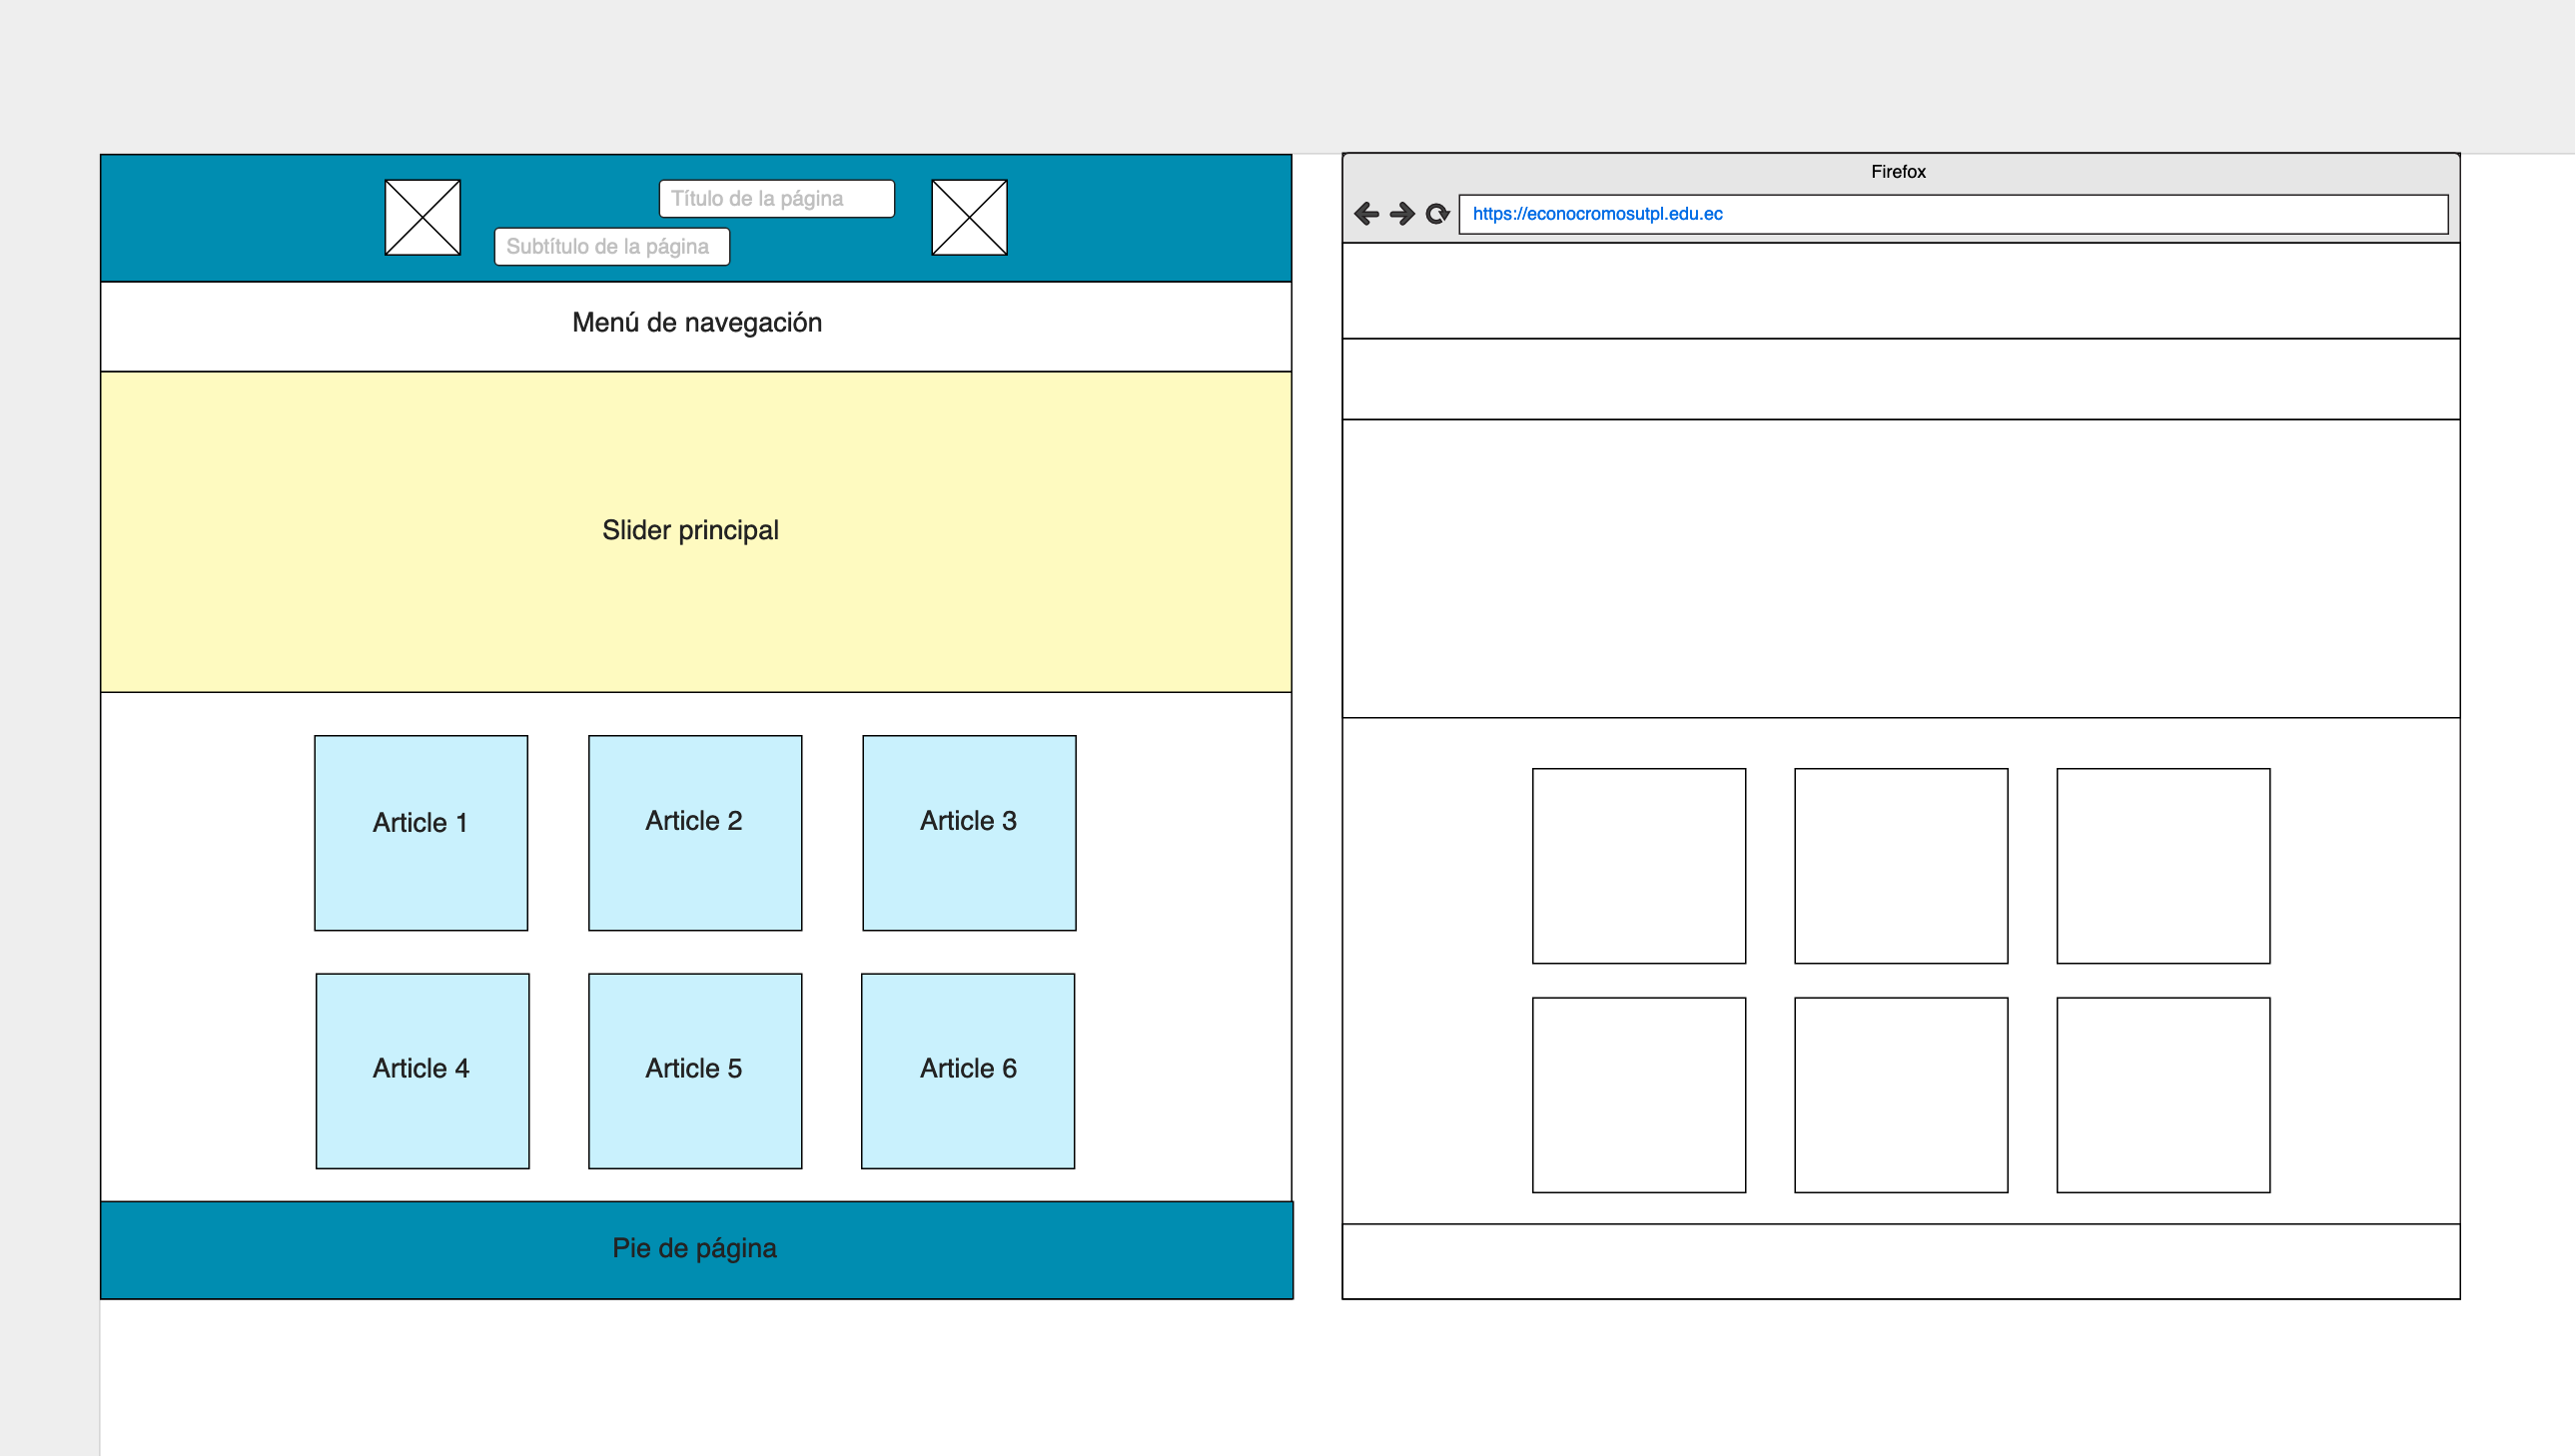 Título de la página
Subtítulo de la página
Menú de navegación
Slider principal
Article 1
Article 2
Article 3
Article 4
Article 5
Article 6
Pie de página
Firefox
https://econocromosutpl.edu.ec